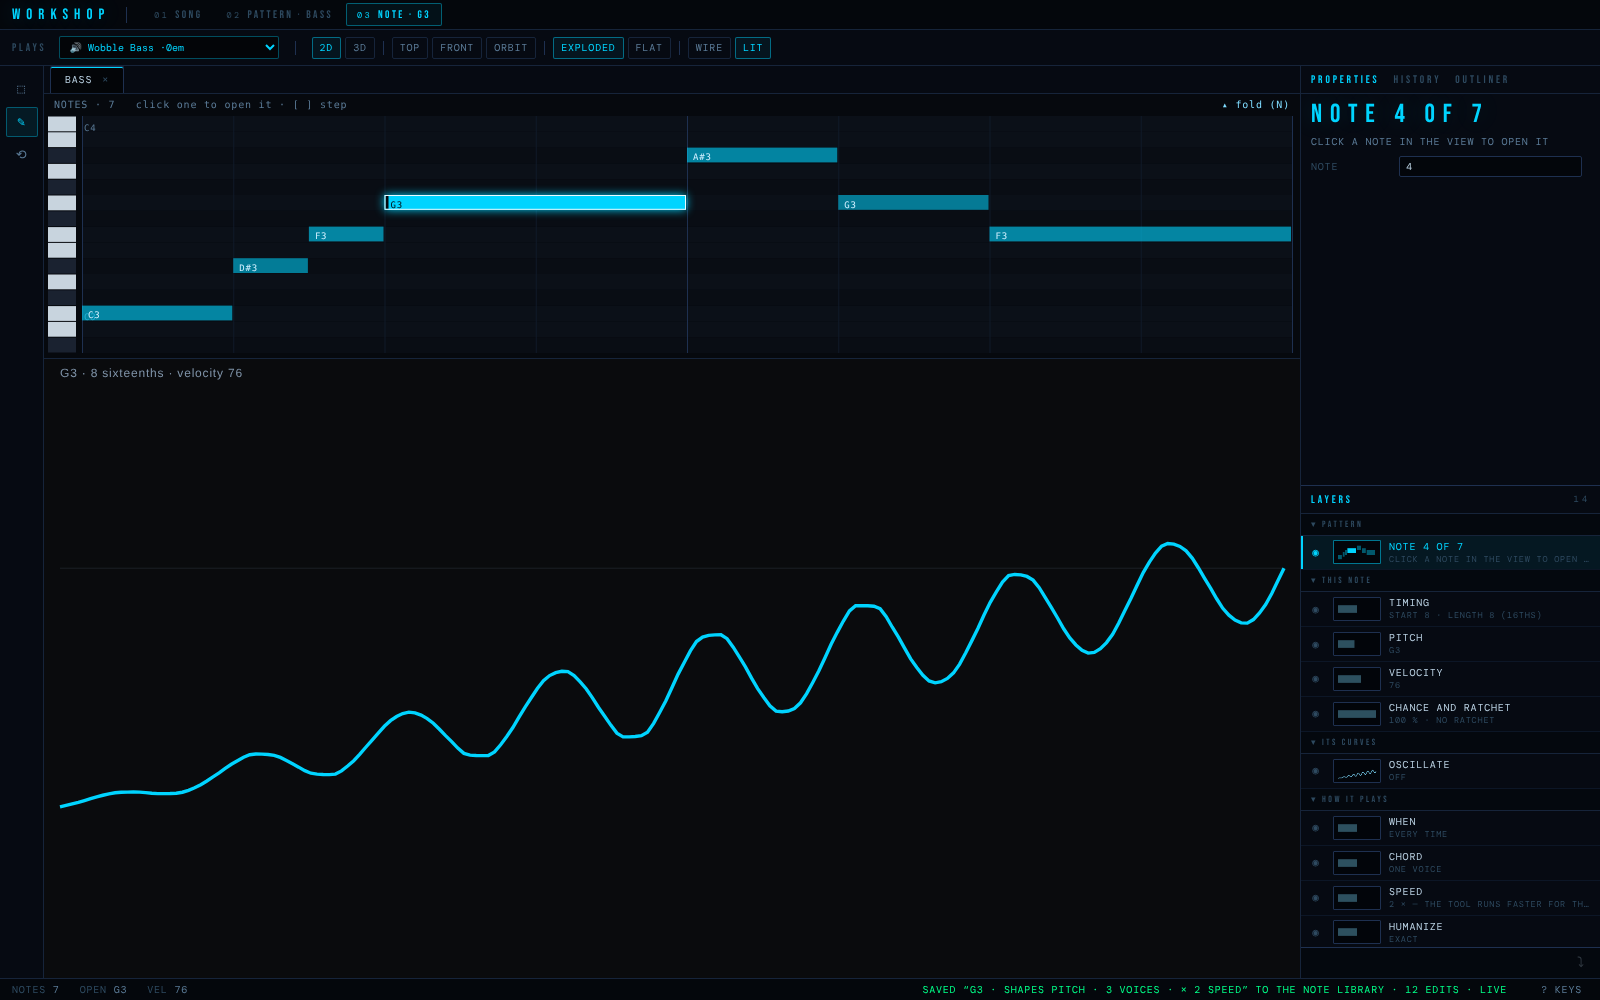 WORKSHOP
01 SONG
02 PATTERN · BASS
03 NOTE · G3
PLAYS
Wobble Bass ·0em
2D
3D
TOP
FRONT
ORBIT
EXPLODED
FLAT
WIRE
LIT
BASS ×
NOTES · 7 click one to open it · [ ] step
▴ fold (N)
C4
A#3
G3
G3
F3
F3
D#3
C3
G3 · 8 sixteenths · velocity 76
PROPERTIES
HISTORY
OUTLINER
NOTE 4 OF 7
CLICK A NOTE IN THE VIEW TO OPEN IT
NOTE
4
LAYERS
14
▾ PATTERN
NOTE 4 OF 7
CLICK A NOTE IN THE VIEW TO OPEN …
▾ THIS NOTE
TIMING
START 8 · LENGTH 8 (16THS)
PITCH
G3
VELOCITY
76
CHANCE AND RATCHET
100 % · NO RATCHET
▾ ITS CURVES
OSCILLATE
OFF
▾ HOW IT PLAYS
WHEN
EVERY TIME
CHORD
ONE VOICE
SPEED
2 × — THE TOOL RUNS FASTER FOR TH…
HUMANIZE
EXACT
NOTES 7
OPEN G3
VEL 76
SAVED "G3 · SHAPES PITCH · 3 VOICES · × 2 SPEED" TO THE NOTE LIBRARY · 12 EDITS · LIVE
? KEYS